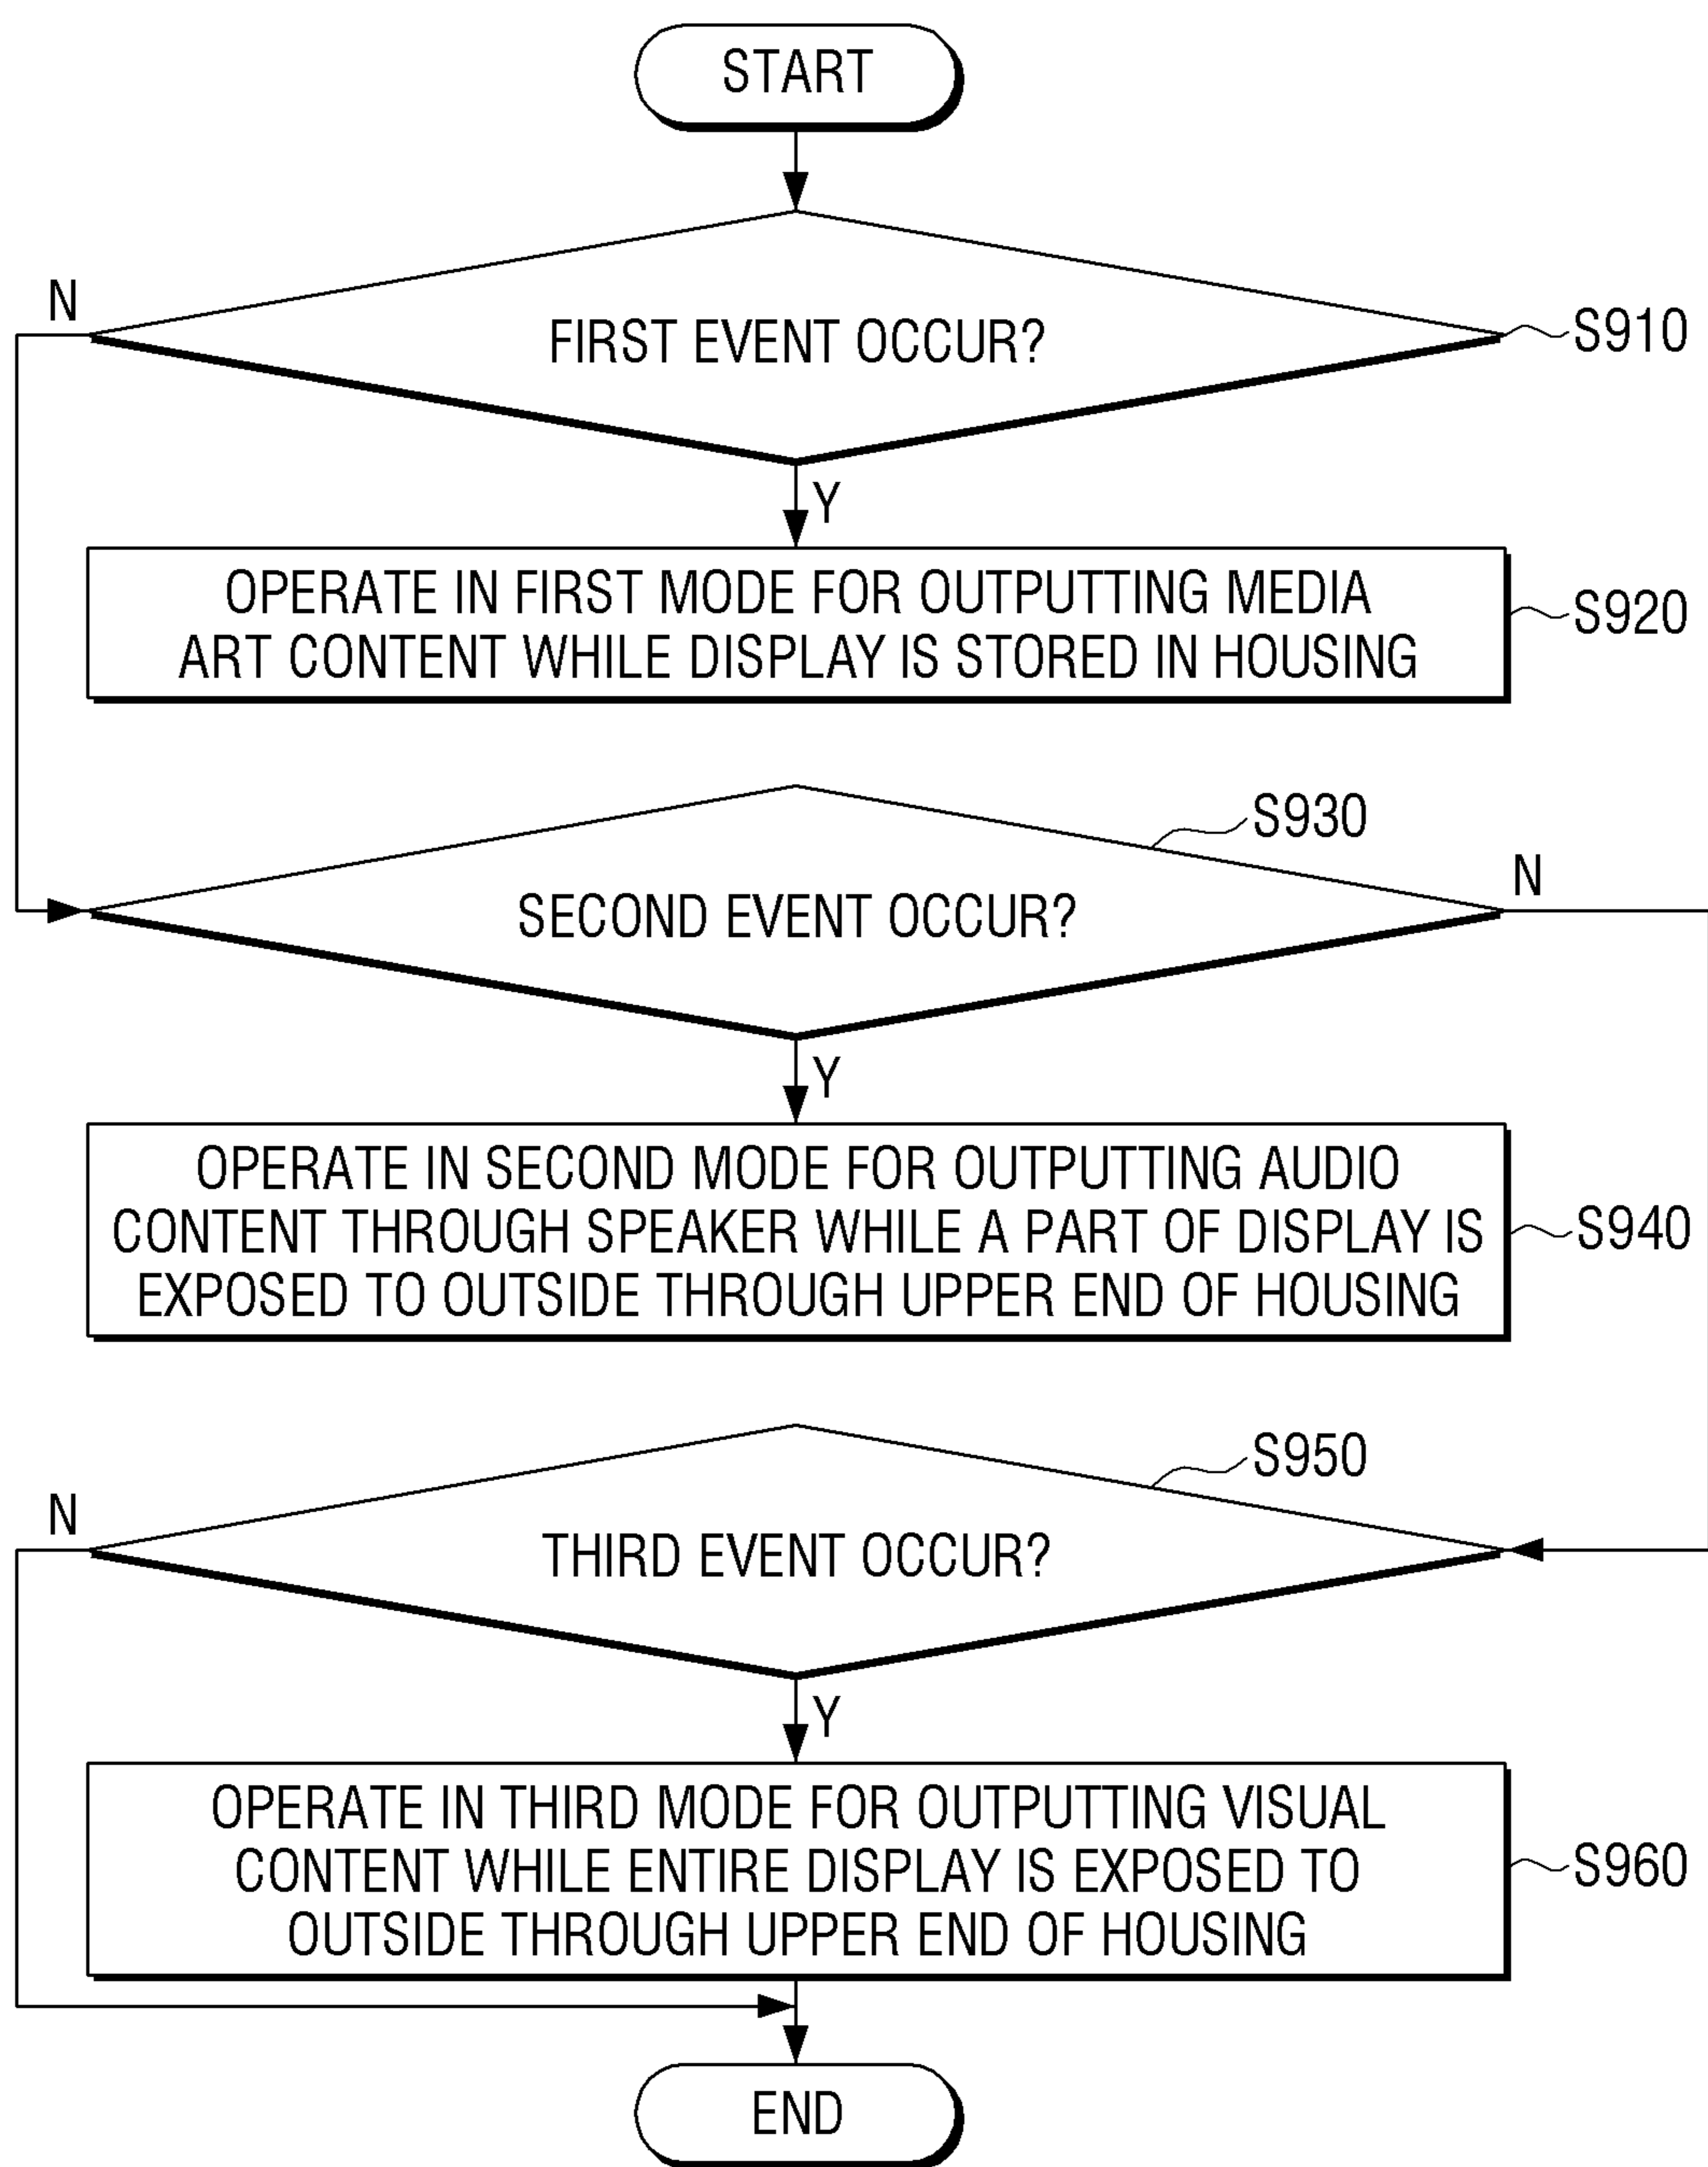 START
N
FIRST EVENT OCCUR?
S910
Y
OPERATE IN FIRST MODE FOR OUTPUTTING MEDIA
ART CONTENT WHILE DISPLAY IS STORED IN HOUSING
S920
S930
N
SECOND EVENT OCCUR?
Y
OPERATE IN SECOND MODE FOR OUTPUTTING AUDIO
CONTENT THROUGH SPEAKER WHILE A PART OF DISPLAY IS
EXPOSED TO OUTSIDE THROUGH UPPER END OF HOUSING
S940
S950
N
THIRD EVENT OCCUR?
Y
OPERATE IN THIRD MODE FOR OUTPUTTING VISUAL
CONTENT WHILE ENTIRE DISPLAY IS EXPOSED TO
OUTSIDE THROUGH UPPER END OF HOUSING
S960
END